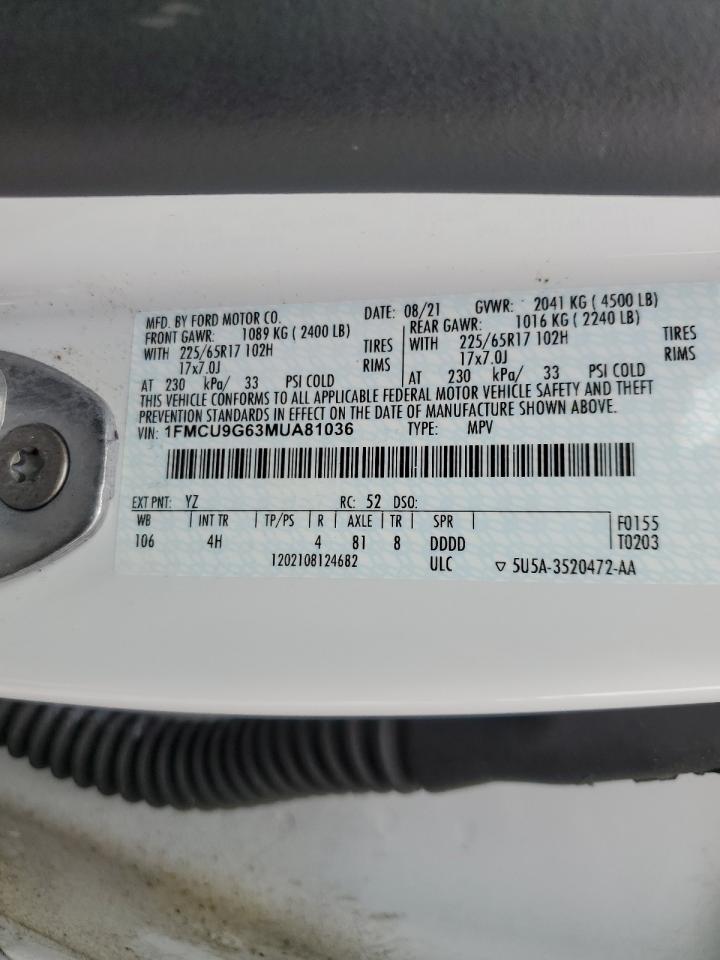 MFD. BY FORD MOTOR CO. DATE: 08/21 GVWR: 2041 KG ( 4500 LB)
FRONT GAWR: 1089 KG ( 2400 LB) REAR GAWR: 1016 KG ( 2240 LB)
WITH 225/65R17 102H TIRES WITH 225/65R17 102H TIRES
17x7.0J RIMS 17x7.0J RIMS
AT 230 kPa/ 33 PSI COLD AT 230 kPa/ 33 PSI COLD
THIS VEHICLE CONFORMS TO ALL APPLICABLE FEDERAL MOTOR VEHICLE SAFETY AND THEFT
PREVENTION STANDARDS IN EFFECT ON THE DATE OF MANUFACTURE SHOWN ABOVE.
VIN: 1FMCU9G63MUA81036 TYPE: MPV
EXT PNT: YZ RC: 52 DSO:
WB INT TR TP/PS R AXLE TR SPR F0155
106 4H 4 81 8 DDDD T0203
1202108124682 ULC ▽ 5U5A-3520472-AA